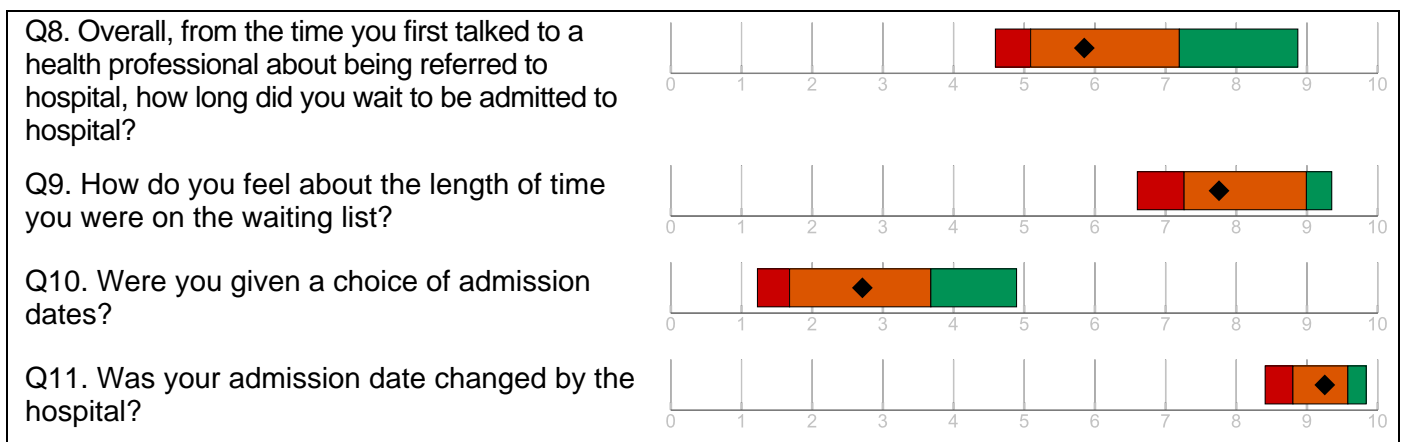 Q8. Overall, from the time you first talked to a
health professional about being referred to
hospital, how long did you wait to be admitted to
hospital?
0 1 2 3 4 5 6 7 8 9 10
Q9. How do you feel about the length of time
you were on the waiting list?
0 1 2 3 4 5 6 7 8 9 10
Q10. Were you given a choice of admission
dates?
0 1 2 3 4 5 6 7 8 9 10
Q11. Was your admission date changed by the
hospital?
0 1 2 3 4 5 6 7 8 9 10